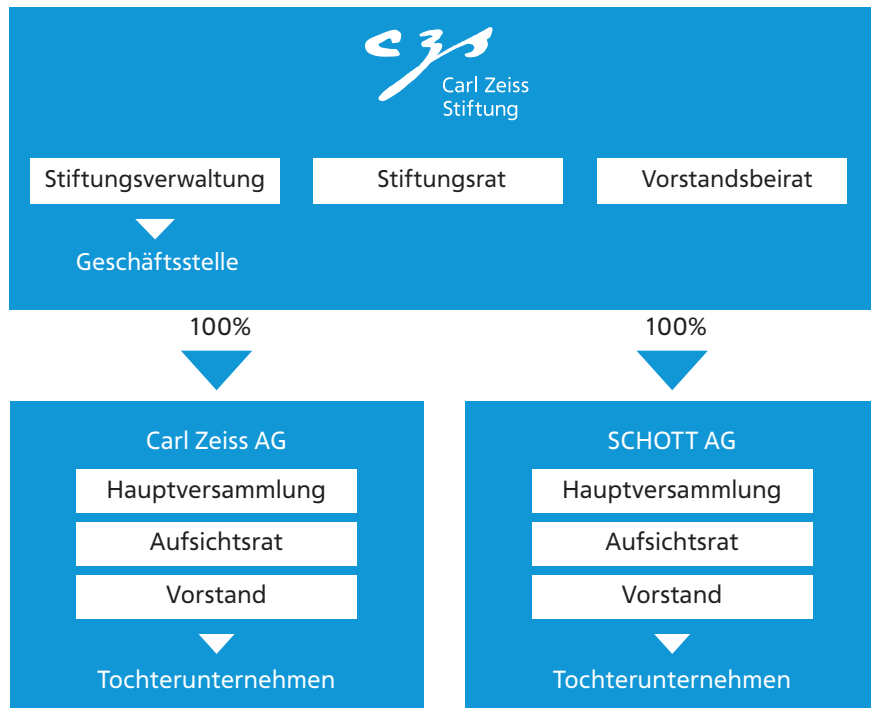 czs
Carl Zeiss
Stiftung
Stiftungsverwaltung
Stiftungsrat
Vorstandsbeirat
Geschäftsstelle
100%
100%
Carl Zeiss AG
Hauptversammlung
Aufsichtsrat
Vorstand
Tochterunternehmen
SCHOTT AG
Hauptversammlung
Aufsichtsrat
Vorstand
Tochterunternehmen